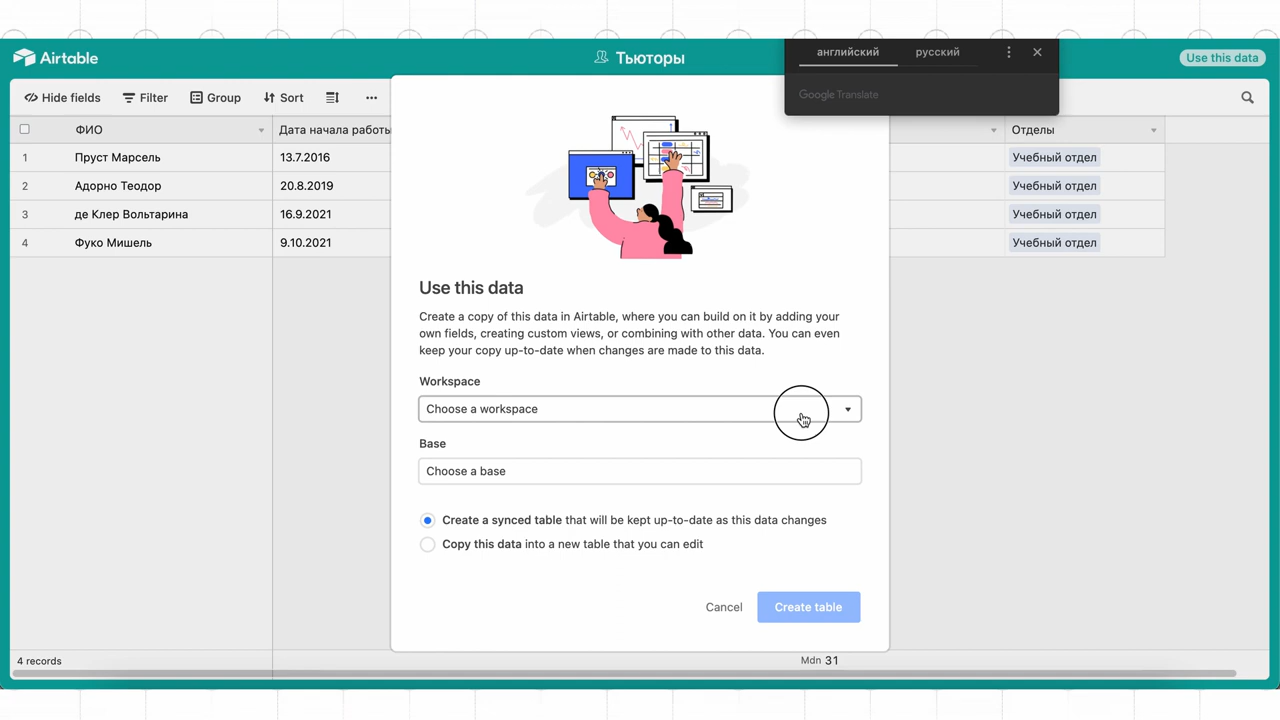 Airtable
Тьюторы
английский
русский
Google Translate
Use this data
Hide fields
Filter
Group
Sort
ФИО
Дата начала работы
Отделы
1
Пруст Марсель
13.7.2016
Учебный отдел
2
Адорно Теодор
20.8.2019
Учебный отдел
3
де Клер Вольтарина
16.9.2021
Учебный отдел
4
Фуко Мишель
9.10.2021
Учебный отдел
Use this data
Create a copy of this data in Airtable, where you can build on it by adding your
own fields, creating custom views, or combining with other data. You can even
keep your copy up-to-date when changes are made to this data.
Workspace
Choose a workspace
Base
Choose a base
Create a synced table that will be kept up-to-date as this data changes
Copy this data into a new table that you can edit
Cancel
Create table
4 records
Mdn 31